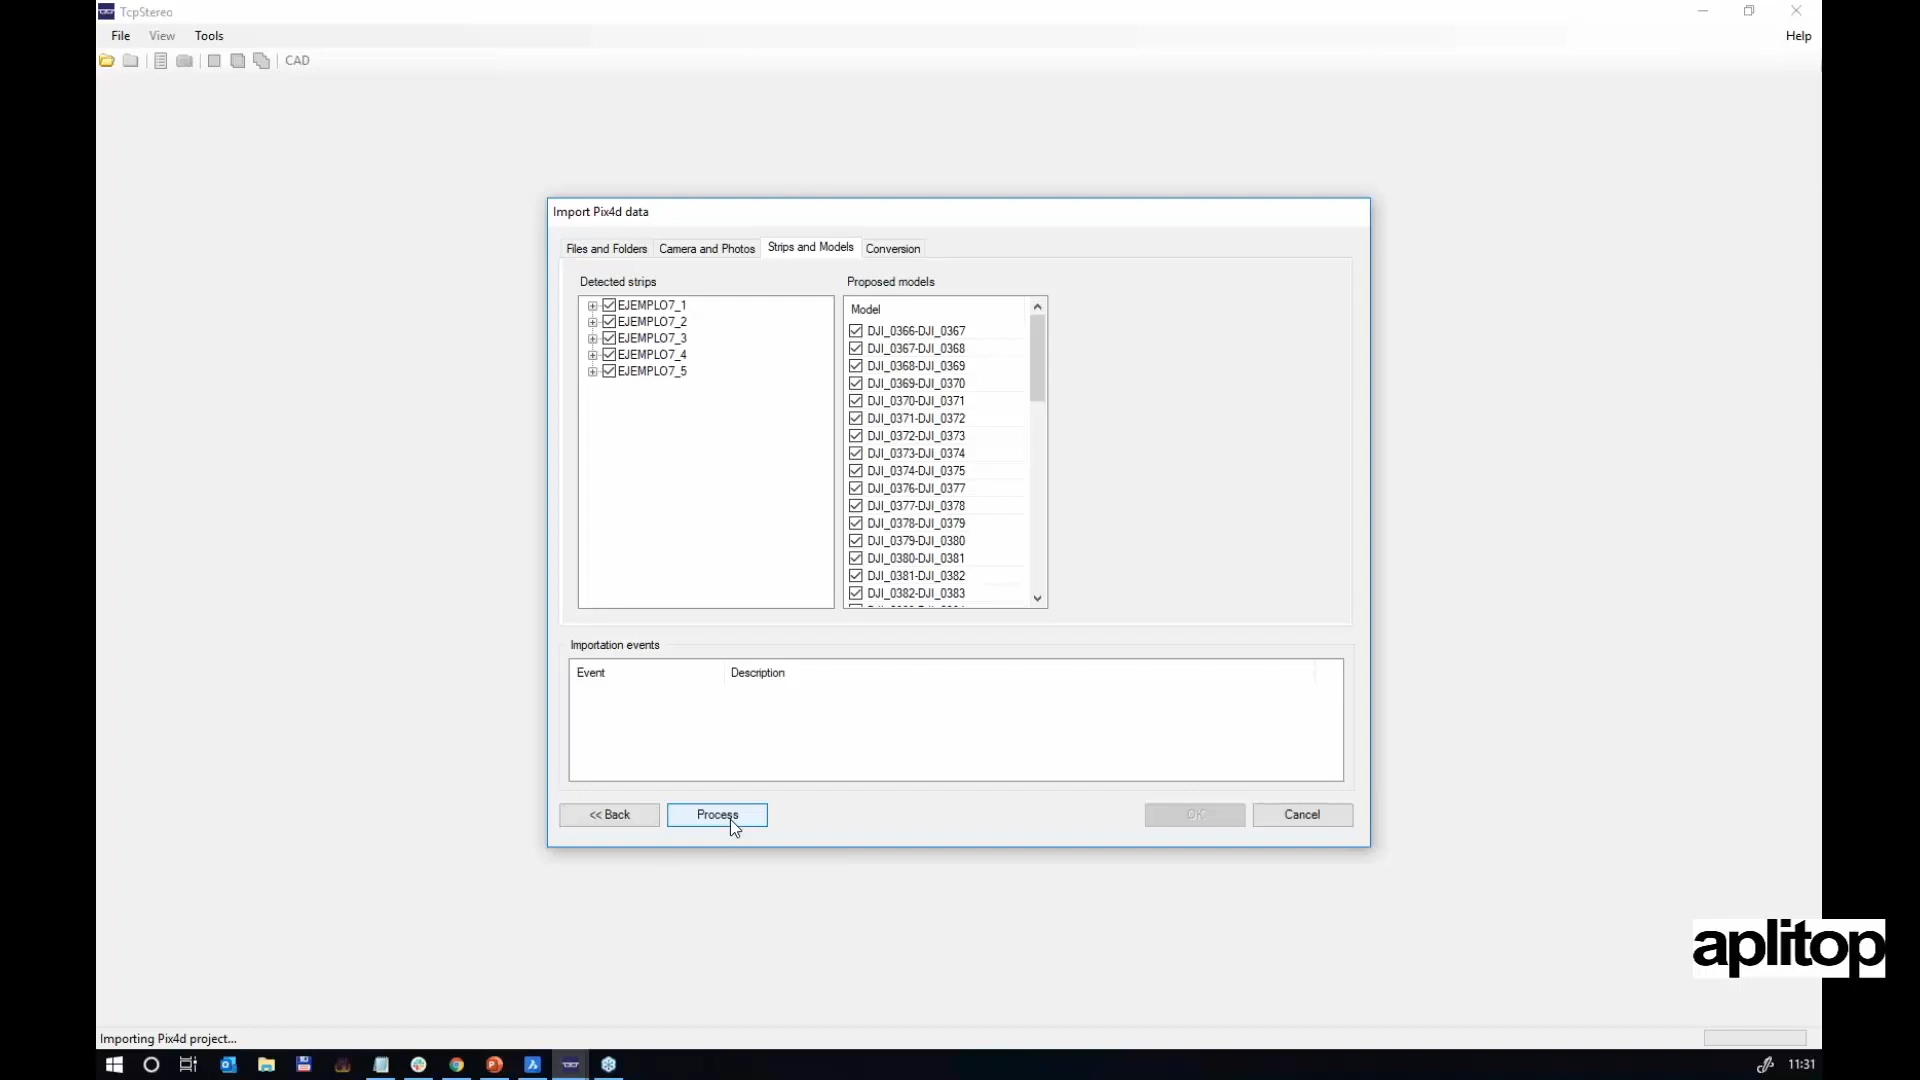 TcpStereo
File View Tools Help
CAD
Import Pix4d data
Files and Folders Camera and Photos Strips and Models Conversion
Detected strips Proposed models
EJEMPLO7_1
EJEMPLO7_2
EJEMPLO7_3
EJEMPLO7_4
EJEMPLO7_5
Model
DJI_0366-DJI_0367
DJI_0367-DJI_0368
DJI_0368-DJI_0369
DJI_0369-DJI_0370
DJI_0370-DJI_0371
DJI_0371-DJI_0372
DJI_0372-DJI_0373
DJI_0373-DJI_0374
DJI_0374-DJI_0375
DJI_0376-DJI_0377
DJI_0377-DJI_0378
DJI_0378-DJI_0379
DJI_0379-DJI_0380
DJI_0380-DJI_0381
DJI_0381-DJI_0382
DJI_0382-DJI_0383
Importation events
Event Description
<< Back Process OK Cancel
aplitop
Importing Pix4d project...
11:31